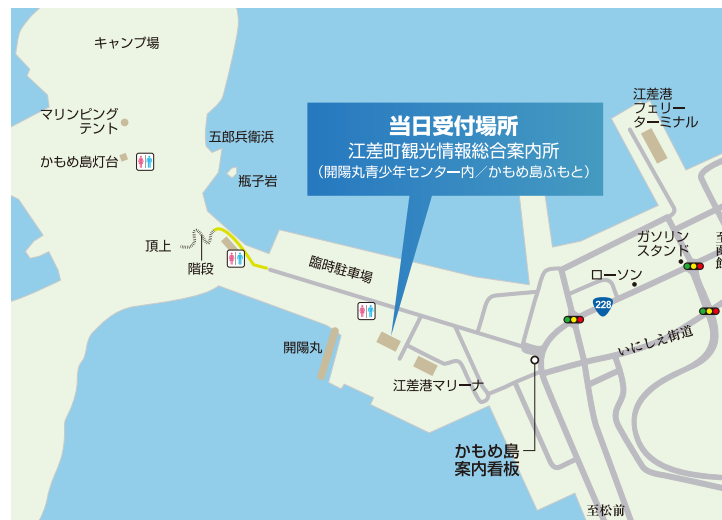 キャンプ場
マリンピング
テント
かもめ島灯台
五郎兵衛浜
瓶子岩
頂上
階段
当日受付場所
江差町観光情報総合案内所
（開陽丸青少年センター内／かもめ島ふもと）
江差港
フェリー
ターミナル
臨時駐車場
ガソリン
スタンド
至函館
ローソン
228
いにしえ街道
開陽丸
江差港マリーナ
かもめ島
案内看板
至松前